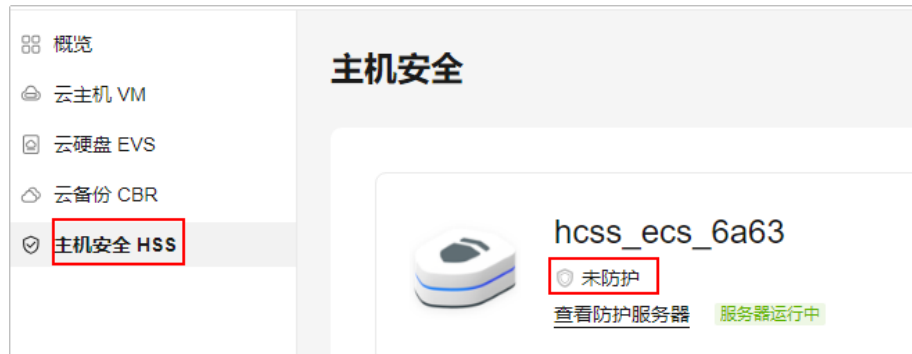 概览
云主机 VM
云硬盘 EVS
云备份 CBR
主机安全 HSS
主机安全
hcss_ecs_6a63
未防护
查看防护服务器 服务器运行中